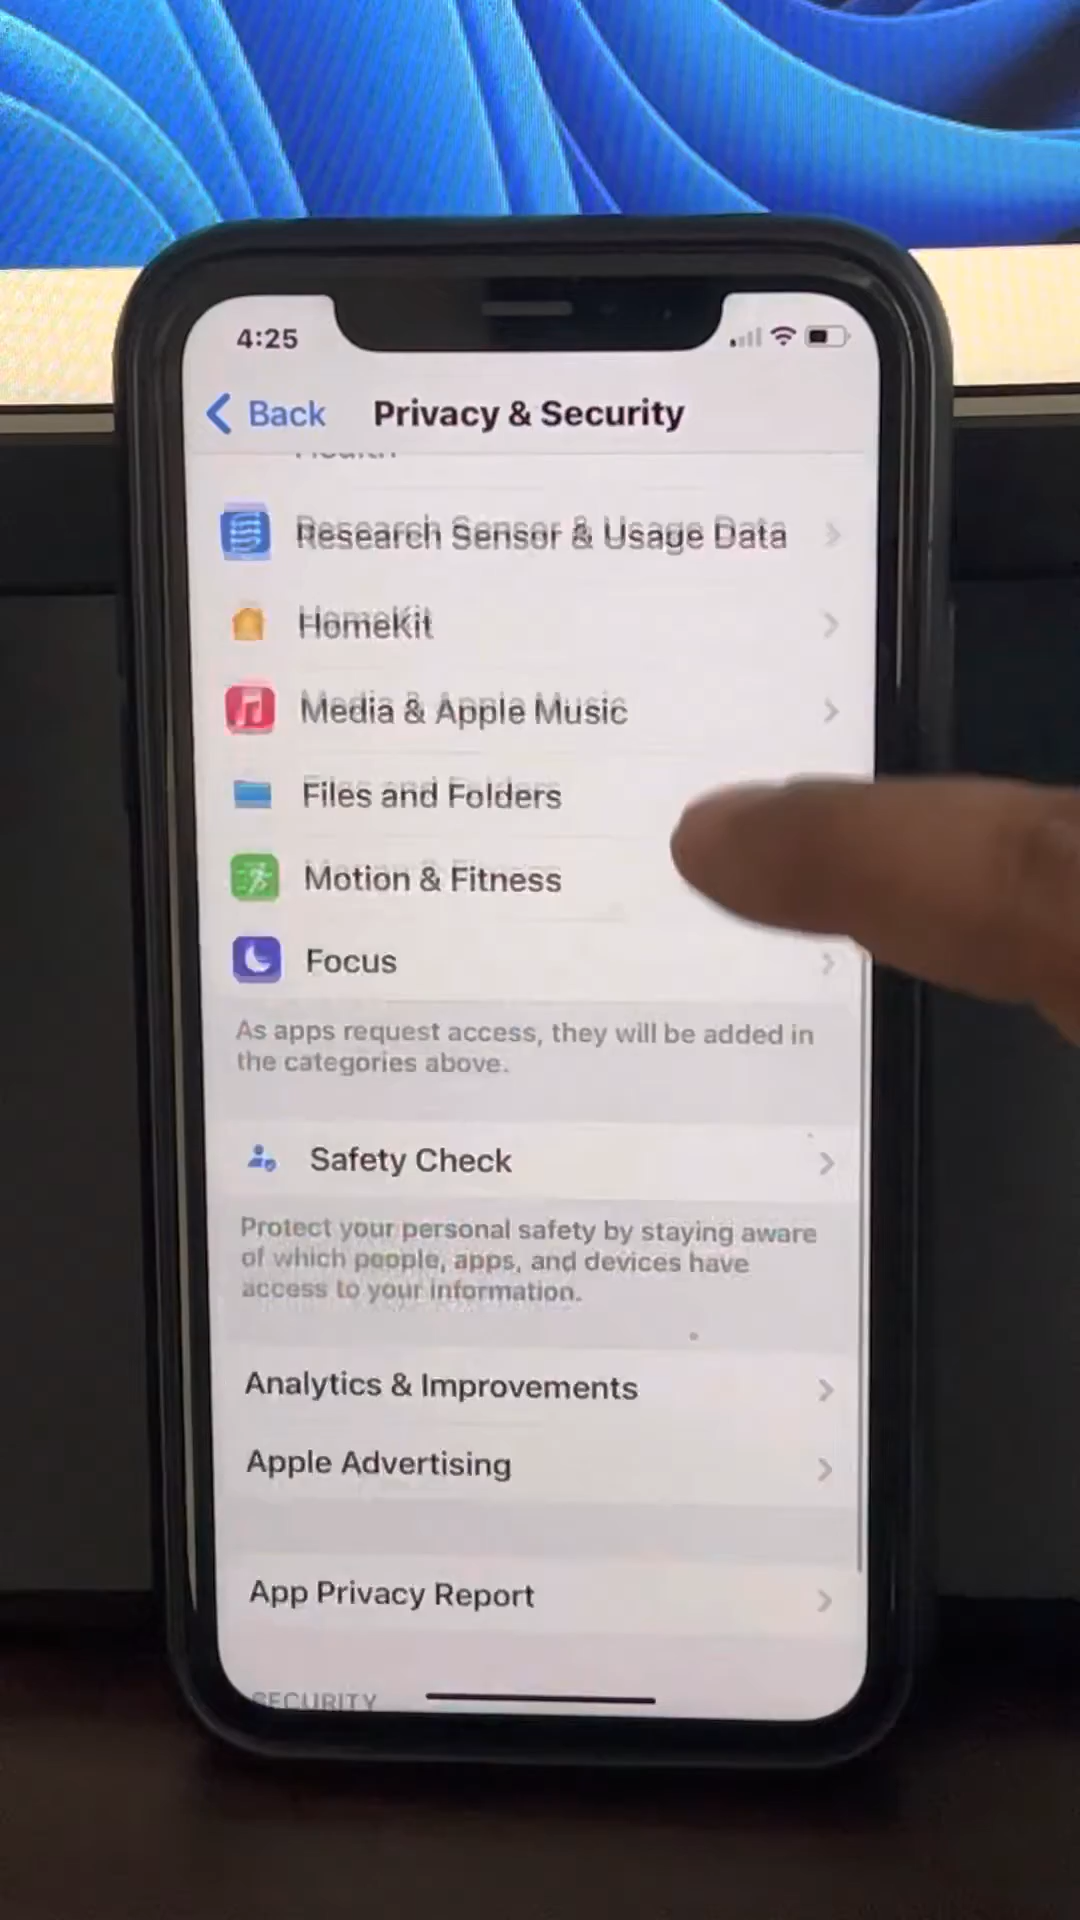 4:25
Back
Privacy & Security
Health
Research Sensor & Usage Data
HomeKit
Media & Apple Music
Files and Folders
Motion & Fitness
Focus
As apps request access, they will be added in
the categories above.
Safety Check
Protect your personal safety by staying aware
of which people, apps, and devices have
access to your information.
Analytics & Improvements
Apple Advertising
App Privacy Report
SECURITY